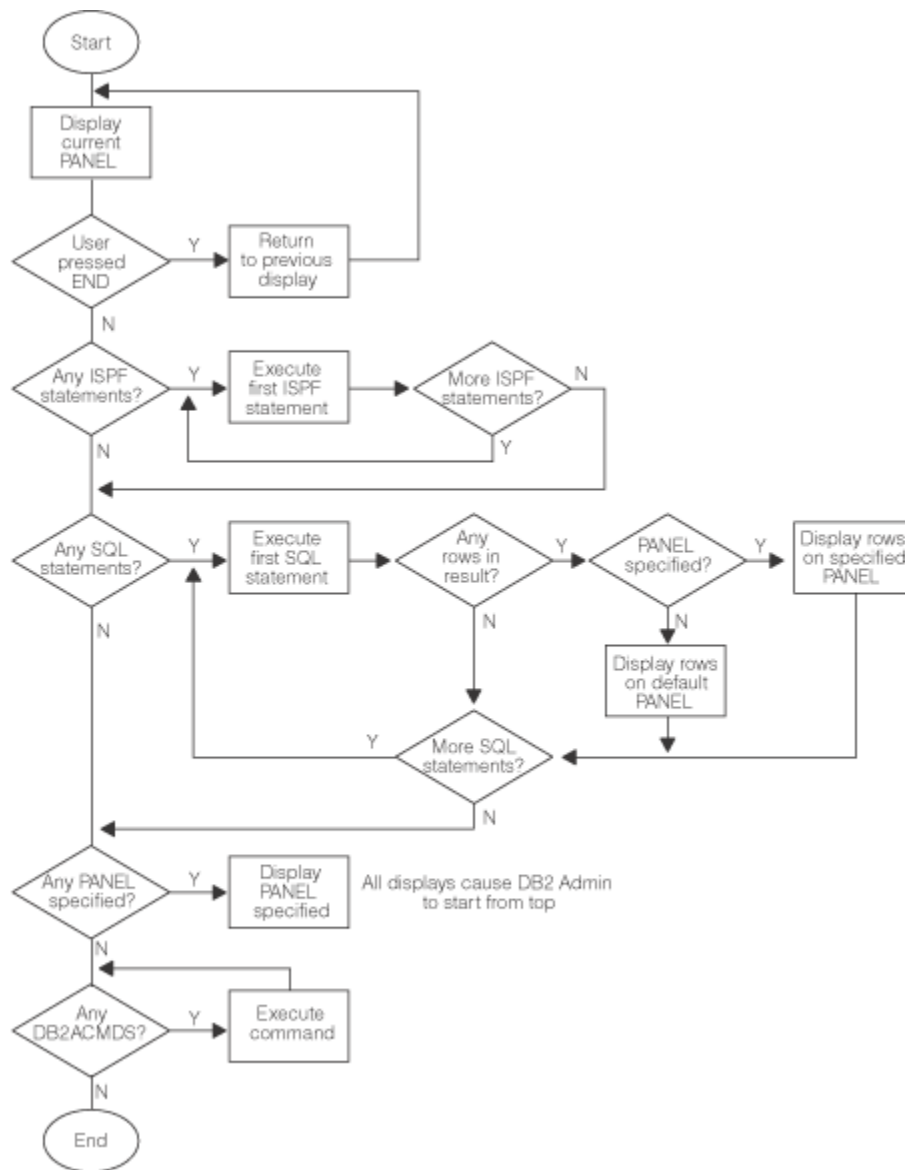 Start
Display
current
PANEL
User
pressed
END
Y
Return
to previous
display
N
Any ISPF
statements?
Y
Execute
first ISPF
statement
More ISPF
statements?
N
Y
N
Any SQL
statements?
Y
Execute
first SQL
statement
Any
rows in
result?
Y
PANEL
specified?
Y
Display rows
on specified
PANEL
N
N
N
Display rows
on default
PANEL
Y
More SQL
statements?
N
Any PANEL
specified?
Y
Display
PANEL
specified
All displays cause DB2 Admin
to start from top
N
Any
DB2ACMDS?
Y
Execute
command
N
End